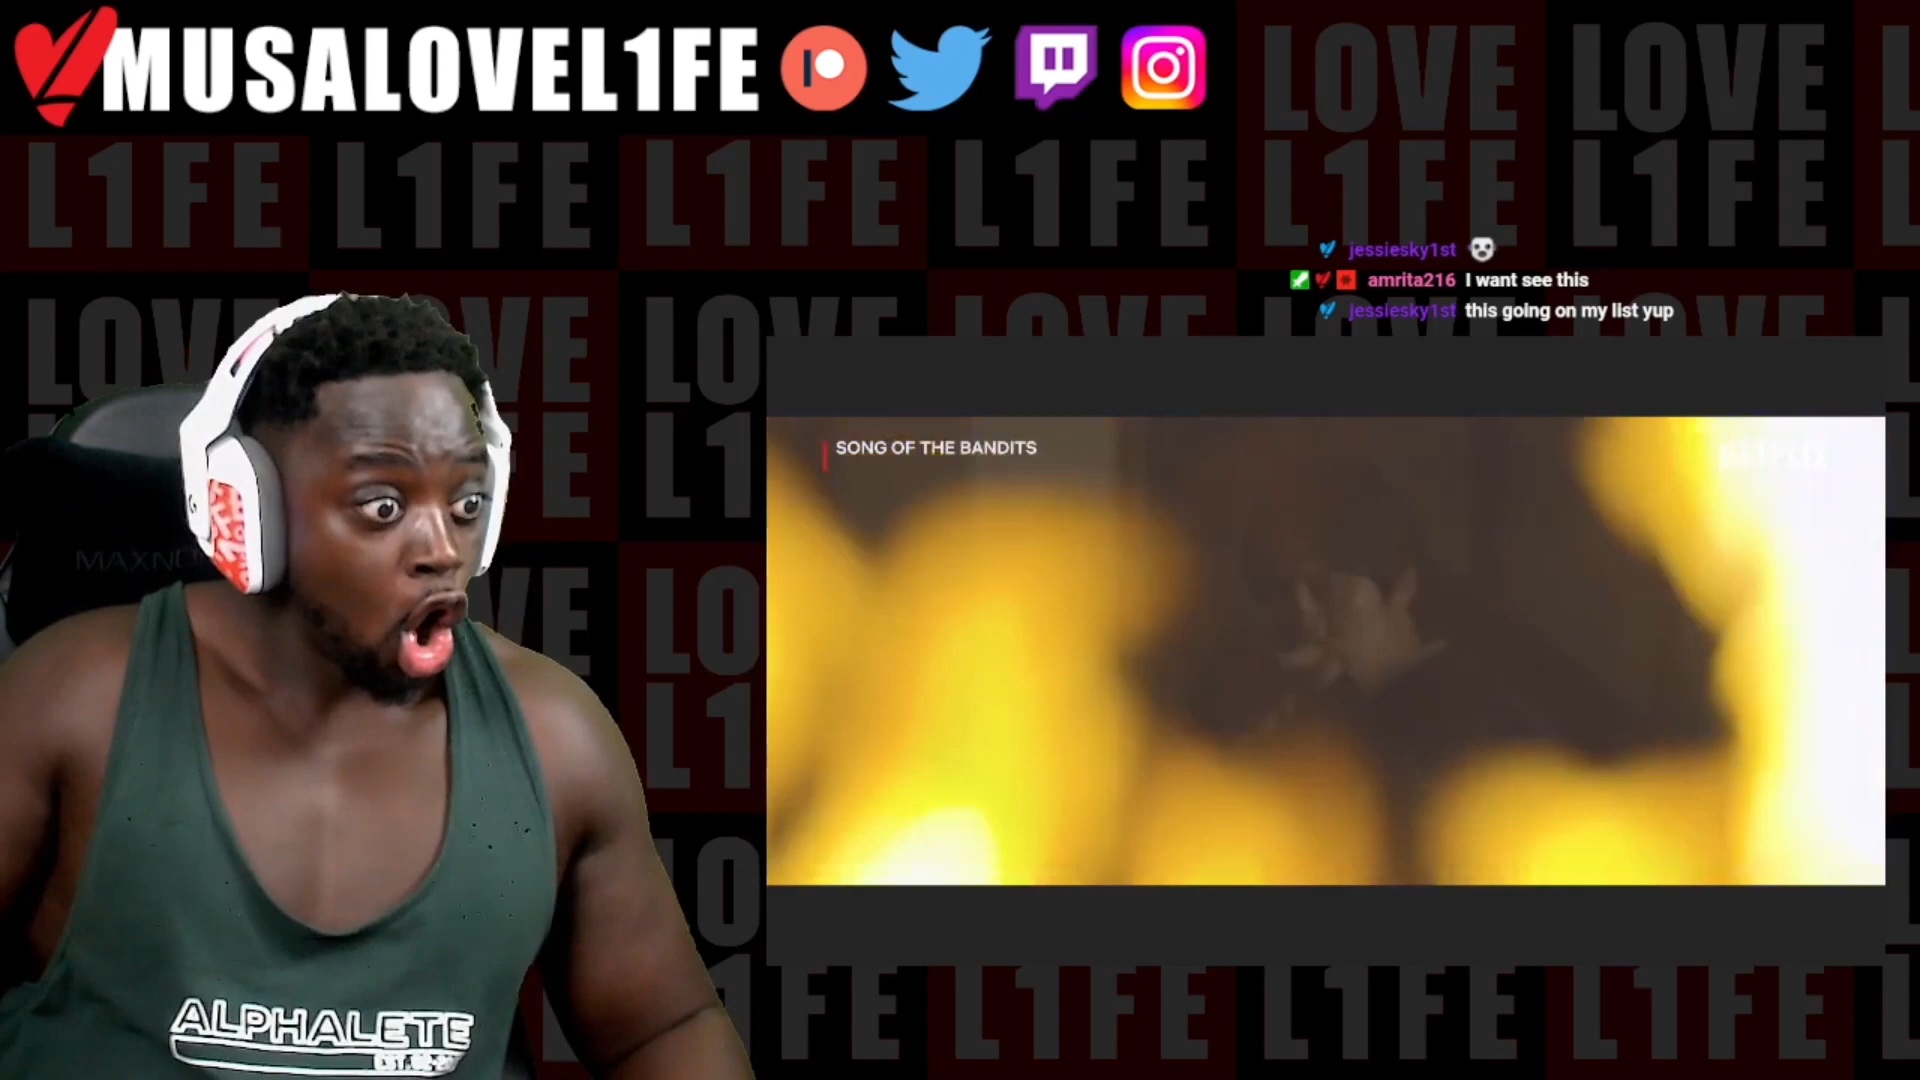 MUSALOVEL1FE
LOVE LOVE
L1FE L1FE L1FE L1FE L1FE L1FE
jessiesky1st
amrita216 I want see this
jessiesky1st this going on my list yup
SONG OF THE BANDITS
NETFLIX
ALPHALETE